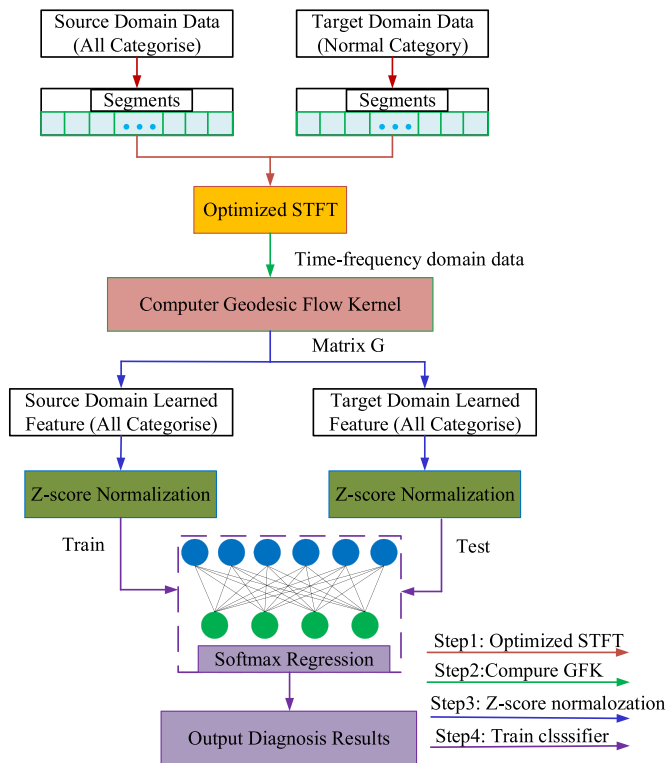 Source Domain Data
(All Categorise)
Target Domain Data
(Normal Category)
Segments
Segments
Optimized STFT
Time-frequency domain data
Computer Geodesic Flow Kernel
Matrix G
Source Domain Learned
Feature (All Categorise)
Target Domain Learned
Feature (All Categorise)
Z-score Normalization
Z-score Normalization
Train
Test
Softmax Regression
Output Diagnosis Results
Step1: Optimized STFT
Step2:Compure GFK
Step3: Z-score normalozation
Step4: Train clsssifier